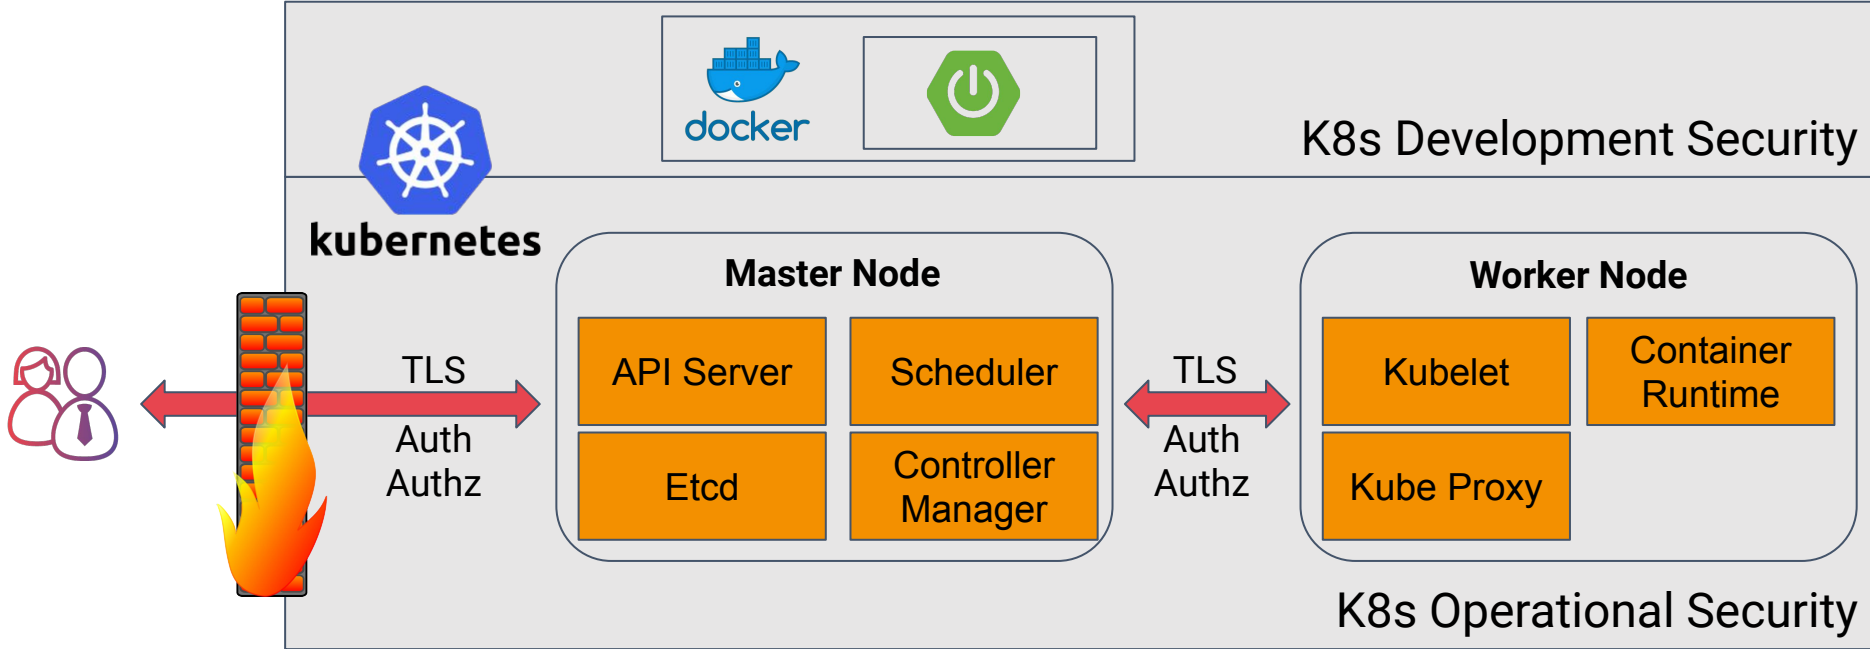 docker
K8s Development Security
kubernetes
Master Node
Worker Node
API Server
Scheduler
Kubelet
Container
Runtime
TLS
Auth
Authz
TLS
Auth
Authz
Etcd
Controller
Manager
Kube Proxy
K8s Operational Security